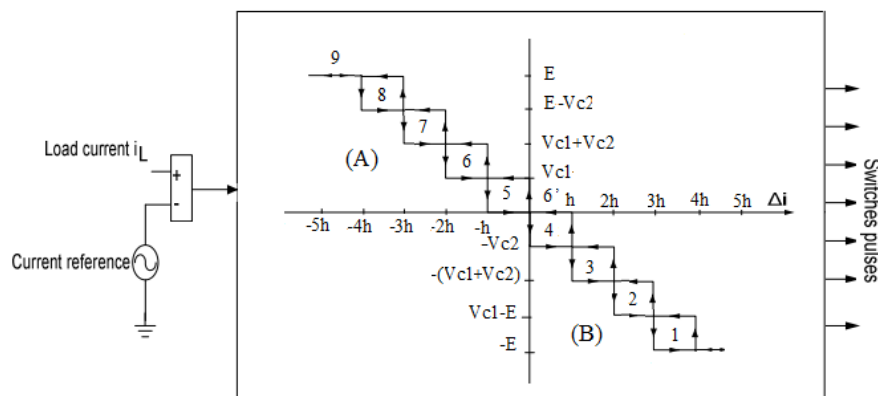 9
E
8
E-Vc2
7
Load current iL
(A)
Vc1+Vc2
+
6
Vc1
5
6'
h
2h
3h
4h
5h
Δi
-5h
-4h
-3h
-2h
-h
-
-Vc2
4
Current reference
-(Vc1+Vc2)
3
Vc1-E
2
(B)
-E
1
Switches pulses